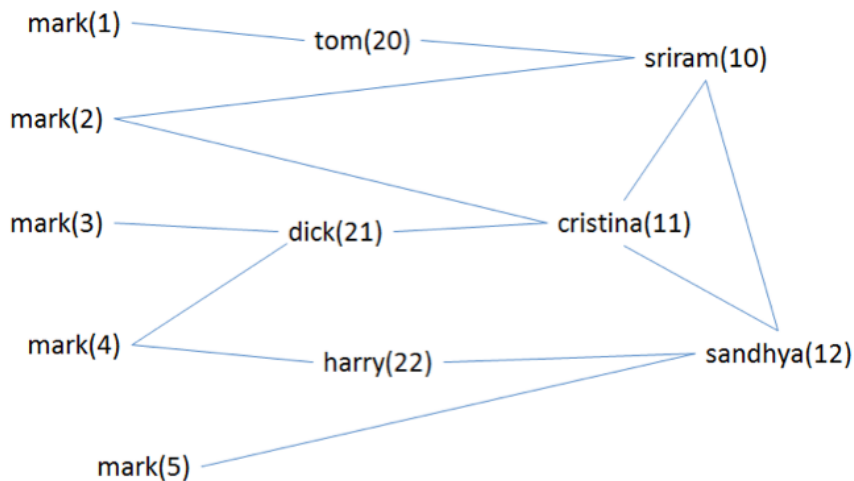 mark(1)
tom(20)
sriram(10)
mark(2)
mark(3)
dick(21)
cristina(11)
mark(4)
harry(22)
sandhya(12)
mark(5)